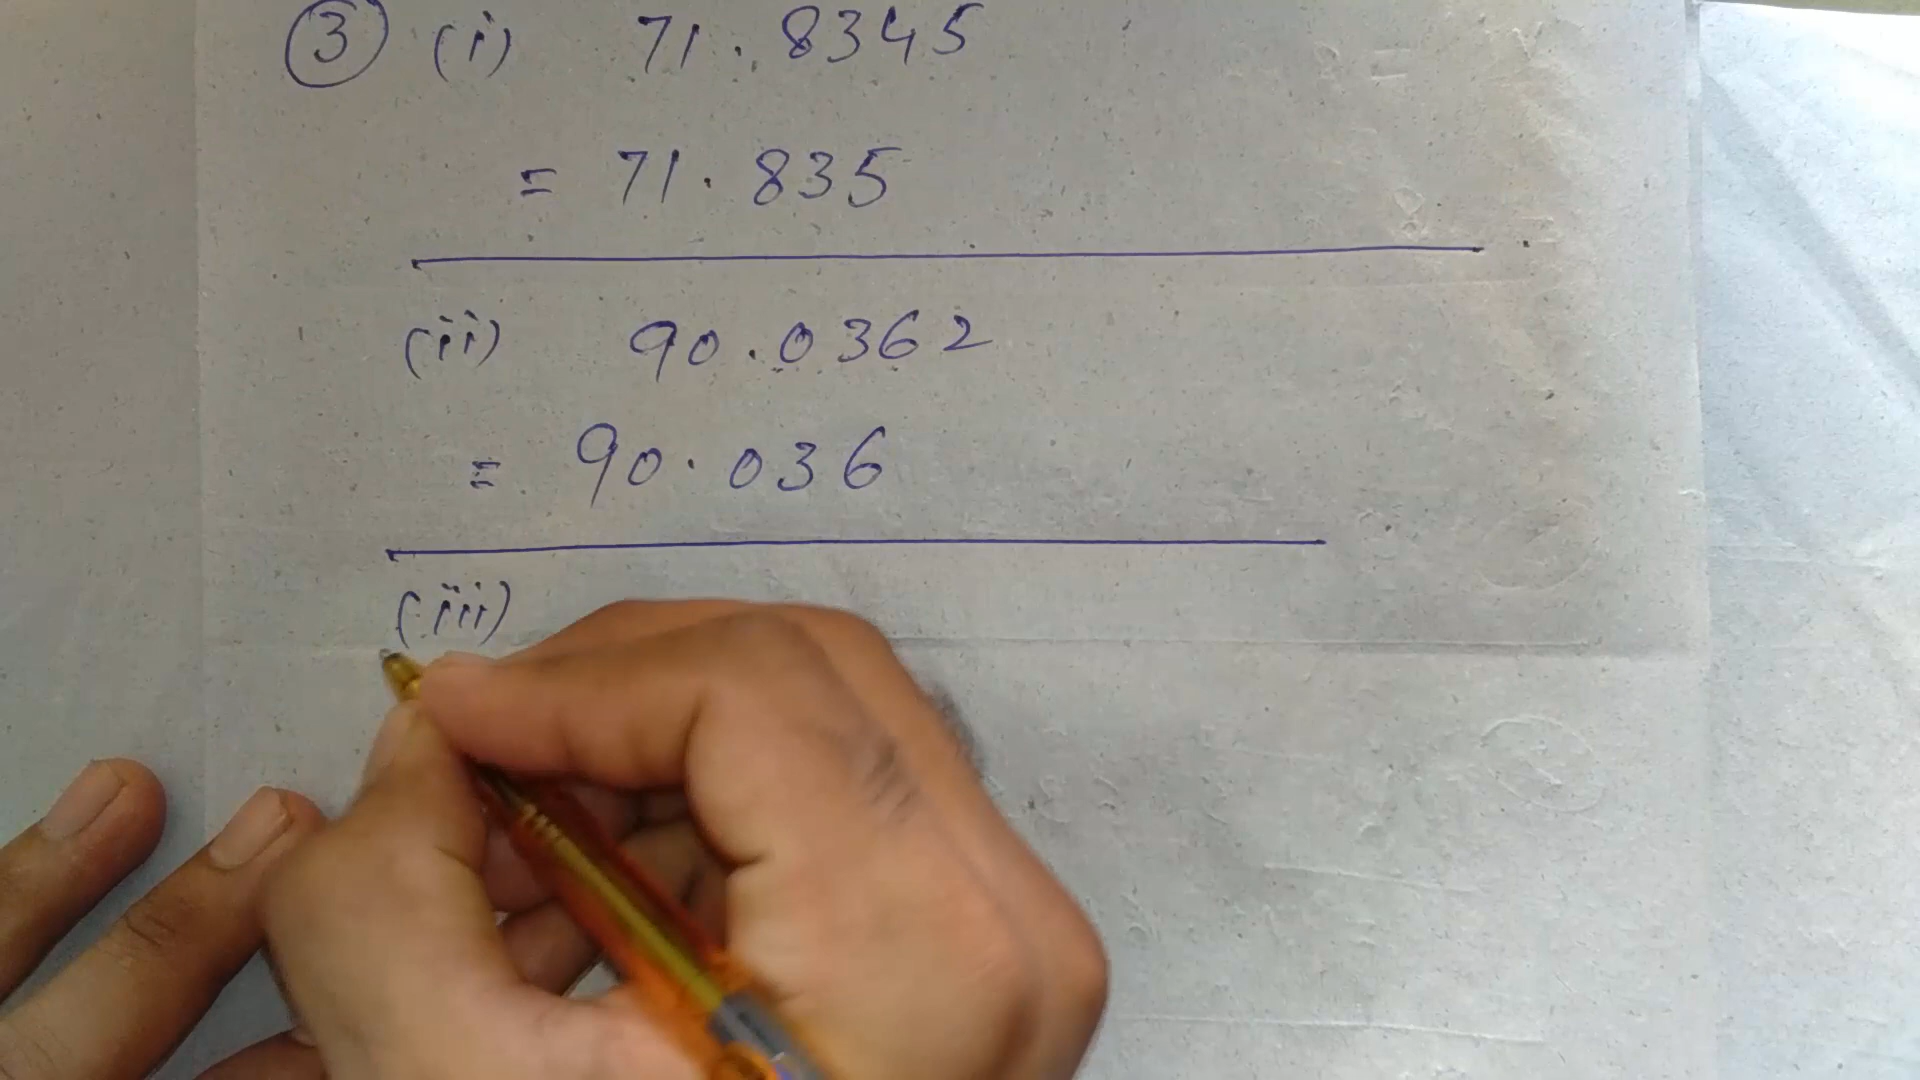 ③ (i) 71.8345
= 71.835
(ii) 90.0362
= 90.036
(iii)